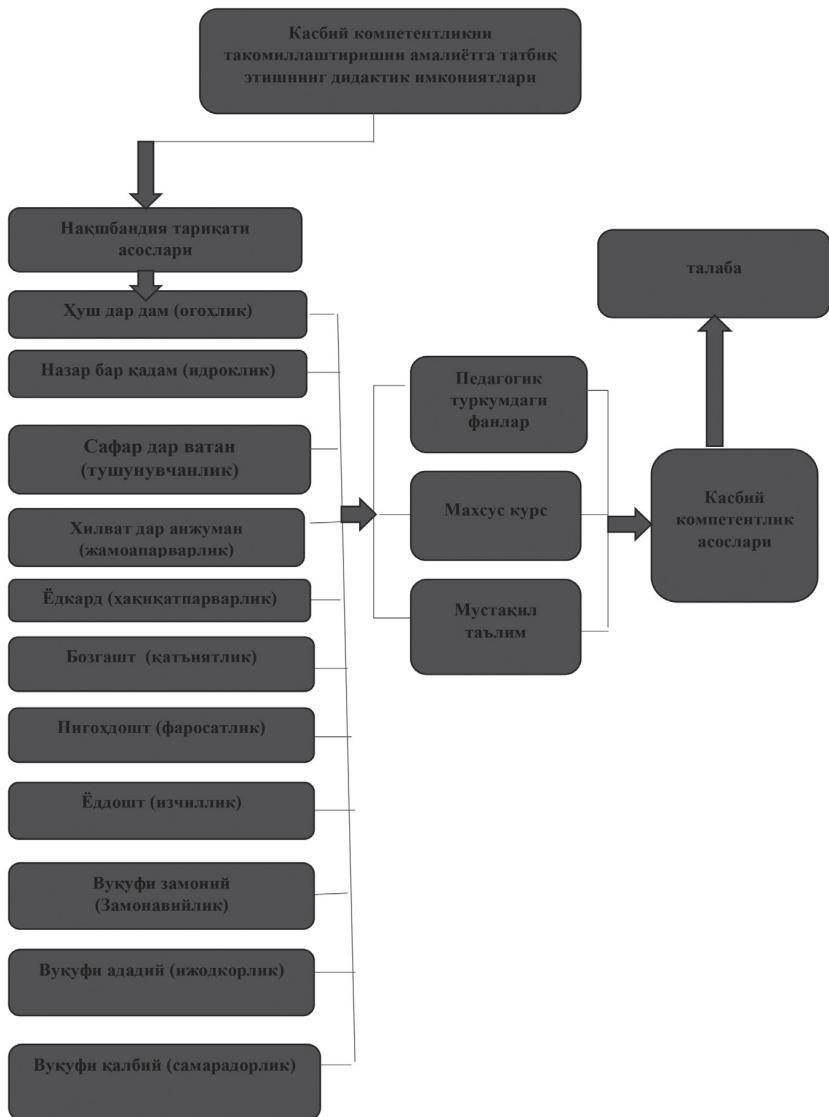 Касбий компетентликни
такомиллаштиришни амалиётга татбиқ
этишнинг дидактик имкониятлари
Нақшбандия тариқати
асослари
талаба
Ҳуш дар дам (огоҳлик)
Назар бар қадам (идроклик)
Сафар дар ватан
(тушунувчанлик)
Хилват дар анжуман
(жамоапарварлик)
Ёдкард (ҳақиқатпарварлик)
Бозгашт (қатъиятлик)
Нигоҳдошт (фаросатлик)
Ёддошт (изчиллик)
Вуқуфи замоний
(Замонавийлик)
Вуқуфи ададий (ижодкорлик)
Вуқуфи қалбий (самарадорлик)
Педагогик
туркумдаги
фанлар
Махсус курс
Мустақил
таълим
Касбий
компетентлик
асослари